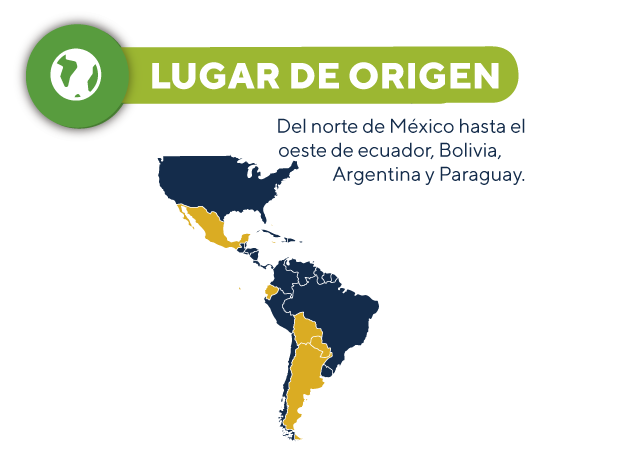 LUGAR DE ORIGEN
Del norte de México hasta el
oeste de ecuador, Bolivia,
Argentina y Paraguay.